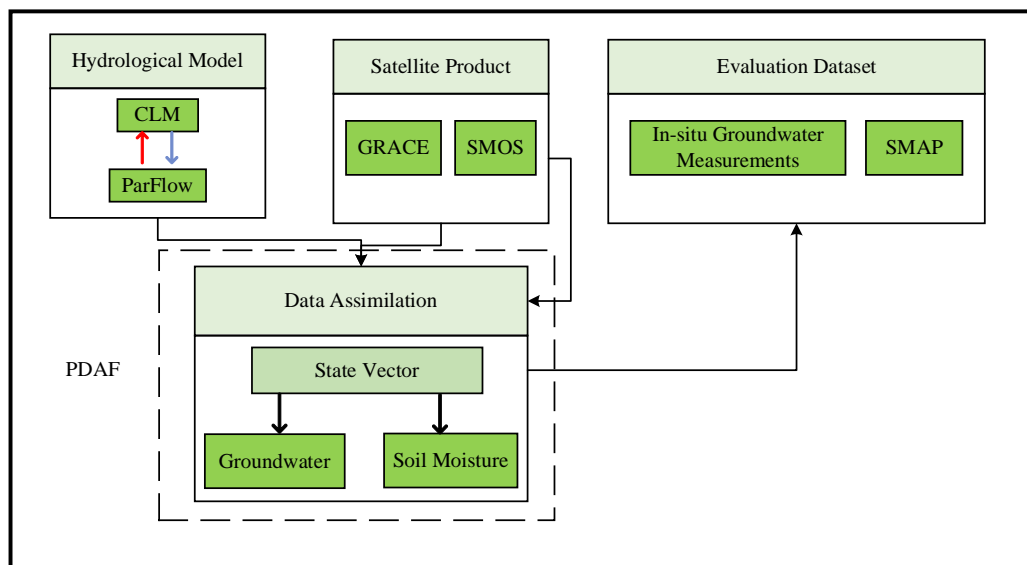 Hydrological Model
CLM
ParFlow
Satellite Product
GRACE
SMOS
Evaluation Dataset
In-situ Groundwater
Measurements
SMAP
PDAF
Data Assimilation
State Vector
Groundwater
Soil Moisture